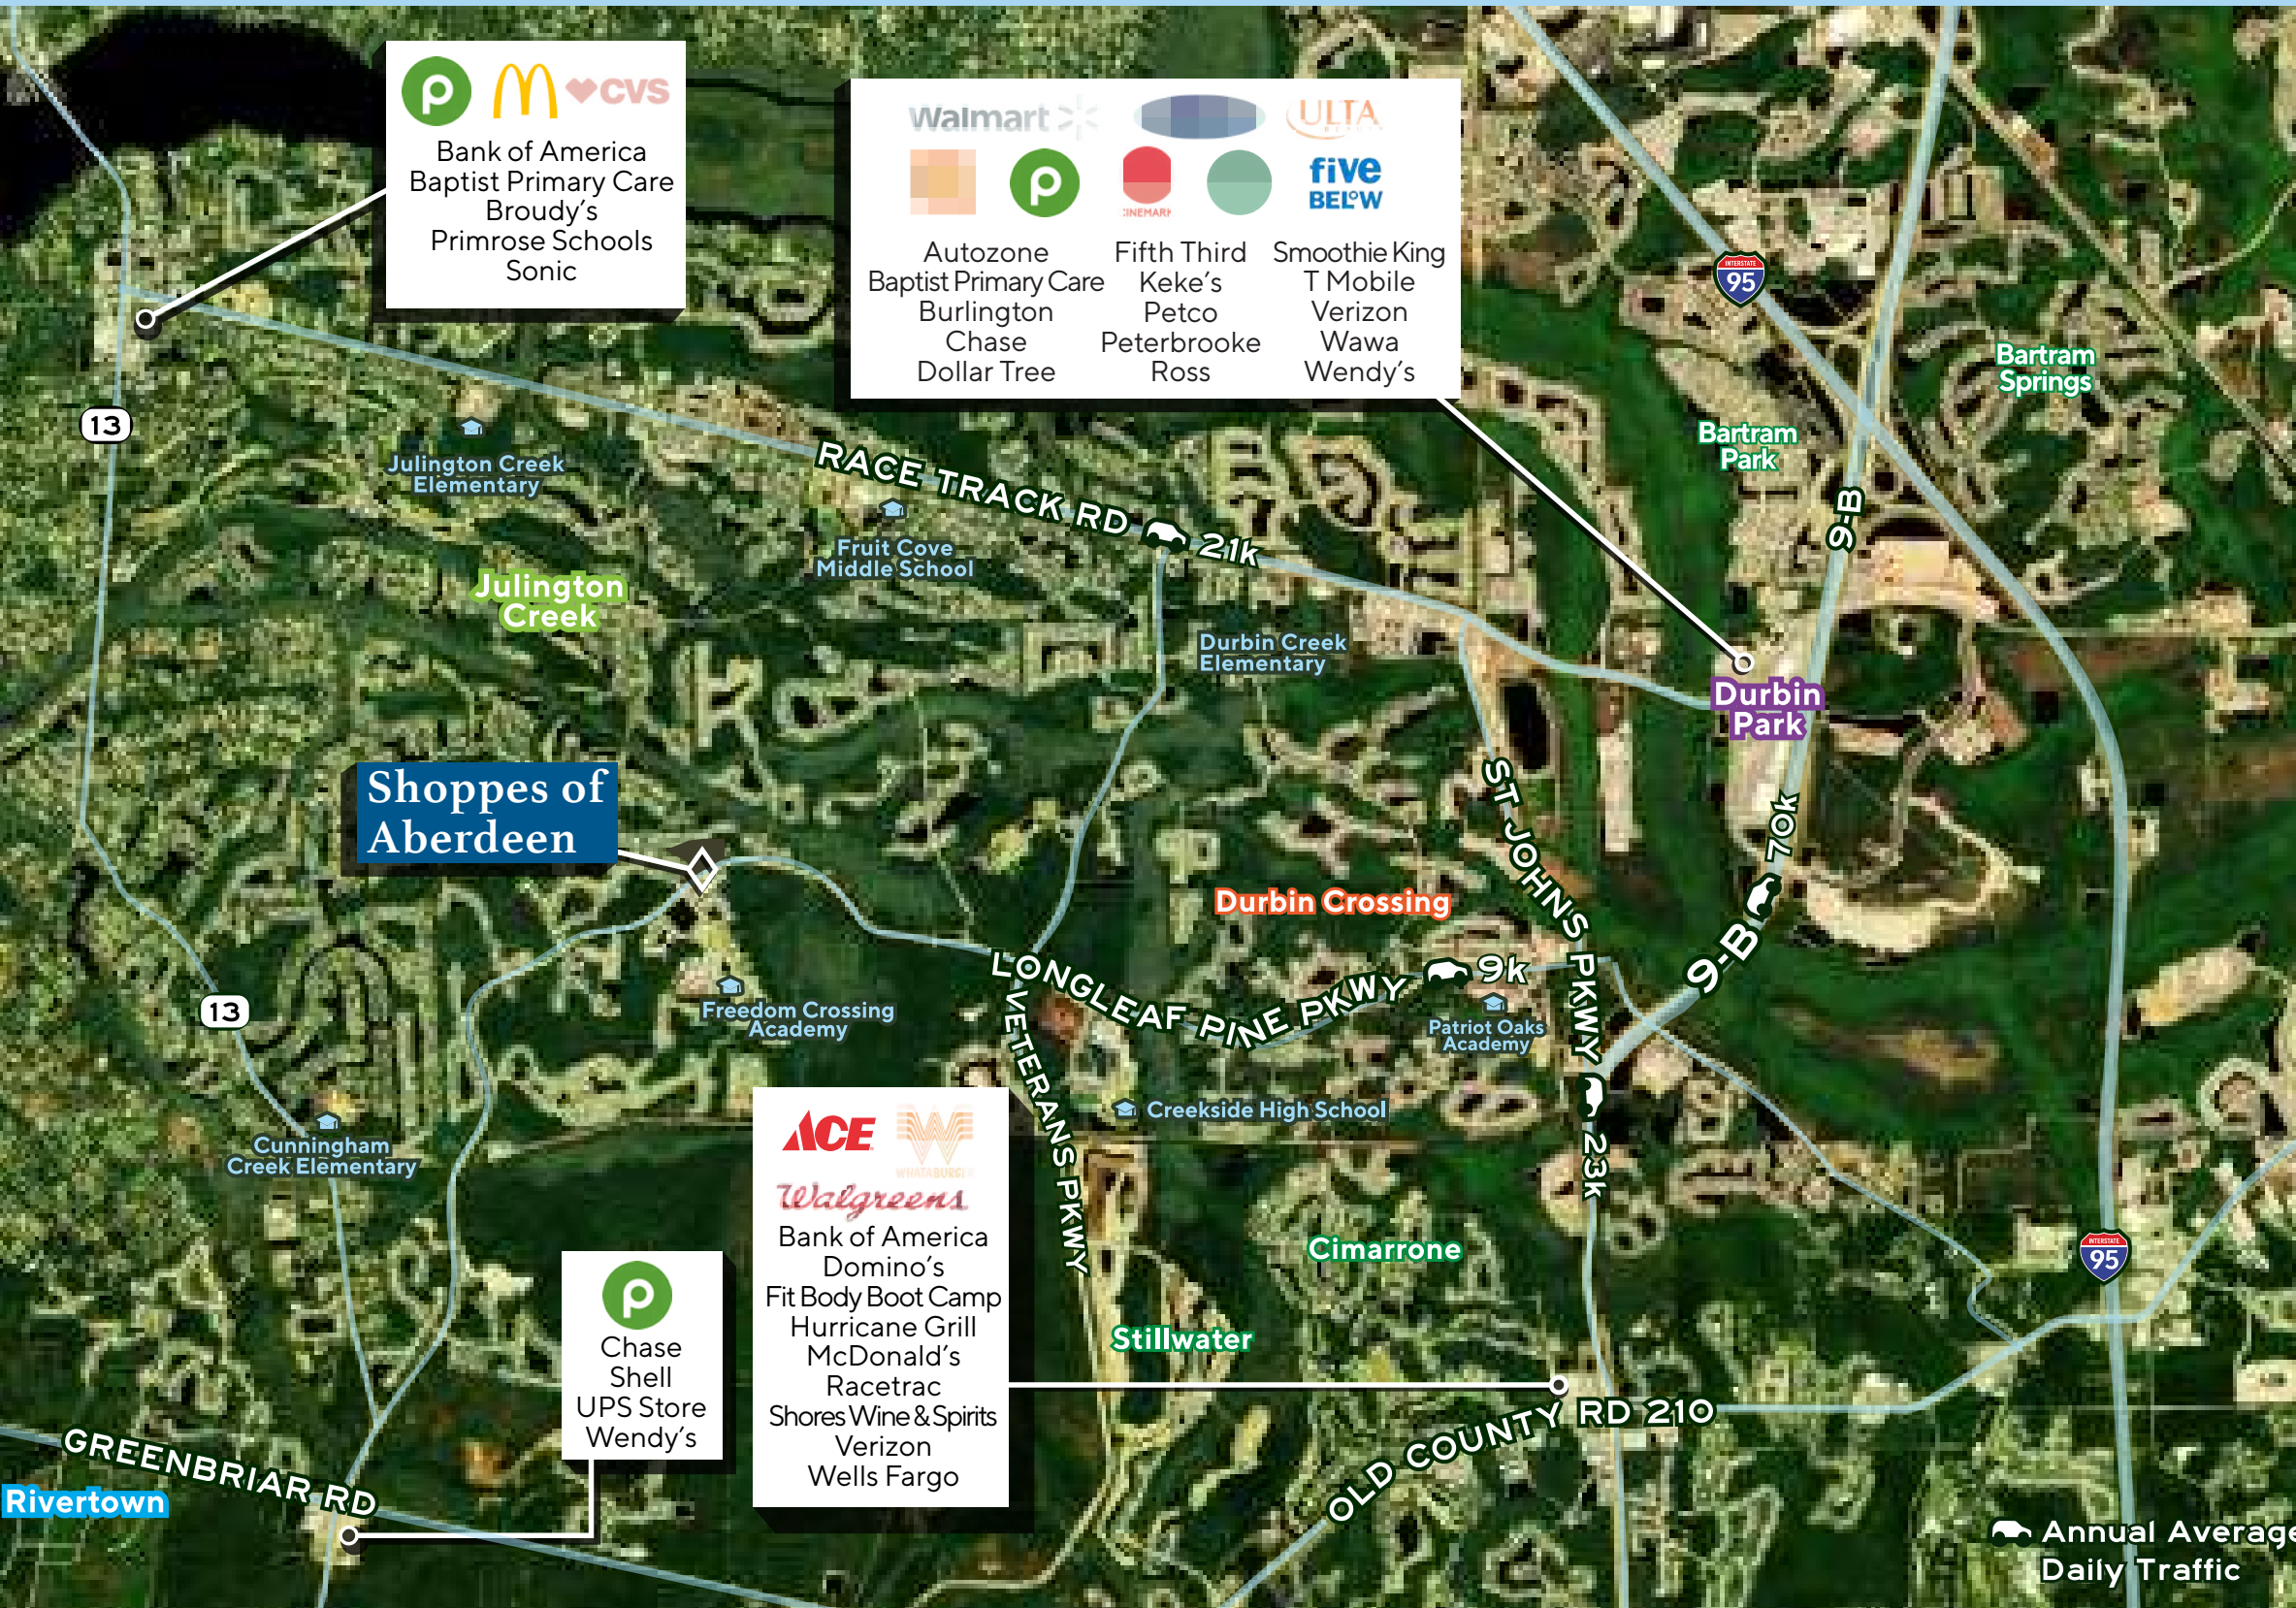 CVS
Bank of America
Baptist Primary Care
Broudy's
Primrose Schools
Sonic
Walmart
ULTA
CINEMARK
five
BELOW
Autozone
Baptist Primary Care
Burlington
Chase
Dollar Tree
Fifth Third
Keke's
Petco
Peterbrooke
Ross
Smoothie King
T Mobile
Verizon
Wawa
Wendy's
INTERSTATE
95
Bartram
Springs
Bartram
Park
13
Julington Creek
Elementary
RACE TRACK RD 21k
9-B
Fruit Cove
Middle School
Julington
Creek
Durbin Creek
Elementary
Durbin
Park
Shoppes of
Aberdeen
ST JOHNS PKWY 23k
9-B 70k
Durbin Crossing
LONGLEAF PINE PKWY 9k
13
Freedom Crossing
Academy
Patriot Oaks
Academy
VETERANS PKWY
Creekside High School
Cunningham
Creek Elementary
ACE
WHATABURGER
Walgreens
Bank of America
Domino's
Fit Body Boot Camp
Hurricane Grill
McDonald's
Racetrac
Shores Wine & Spirits
Verizon
Wells Fargo
Cimarrone
INTERSTATE
95
Chase
Shell
UPS Store
Wendy's
Stillwater
OLD COUNTY RD 210
GREENBRIAR RD
Rivertown
Annual Average
Daily Traffic